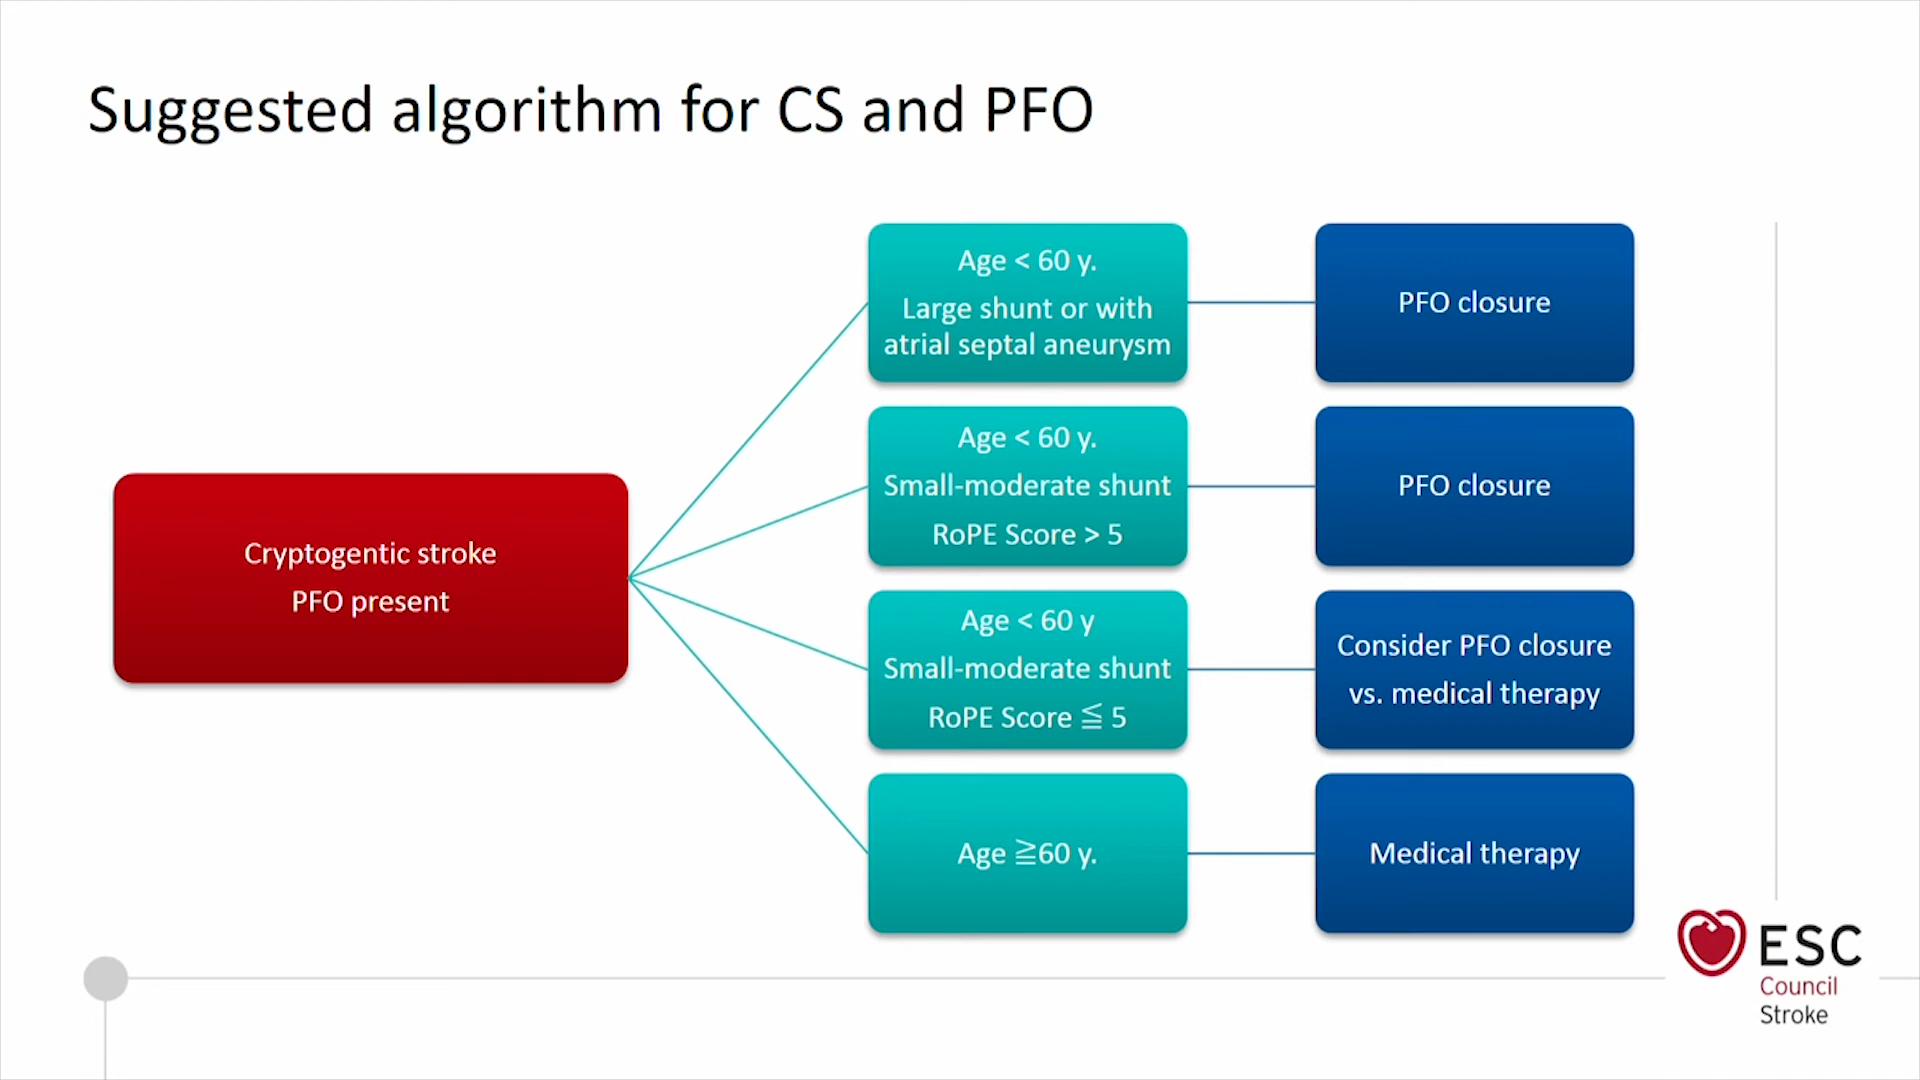 Suggested algorithm for CS and PFO
Cryptogentic stroke
PFO present
Age < 60 y.
Large shunt or with
atrial septal aneurysm
PFO closure
Age < 60 y.
Small-moderate shunt
RoPE Score > 5
PFO closure
Age < 60 y
Small-moderate shunt
RoPE Score ≦ 5
Consider PFO closure
vs. medical therapy
Age ≧60 y.
Medical therapy
ESC
Council
Stroke